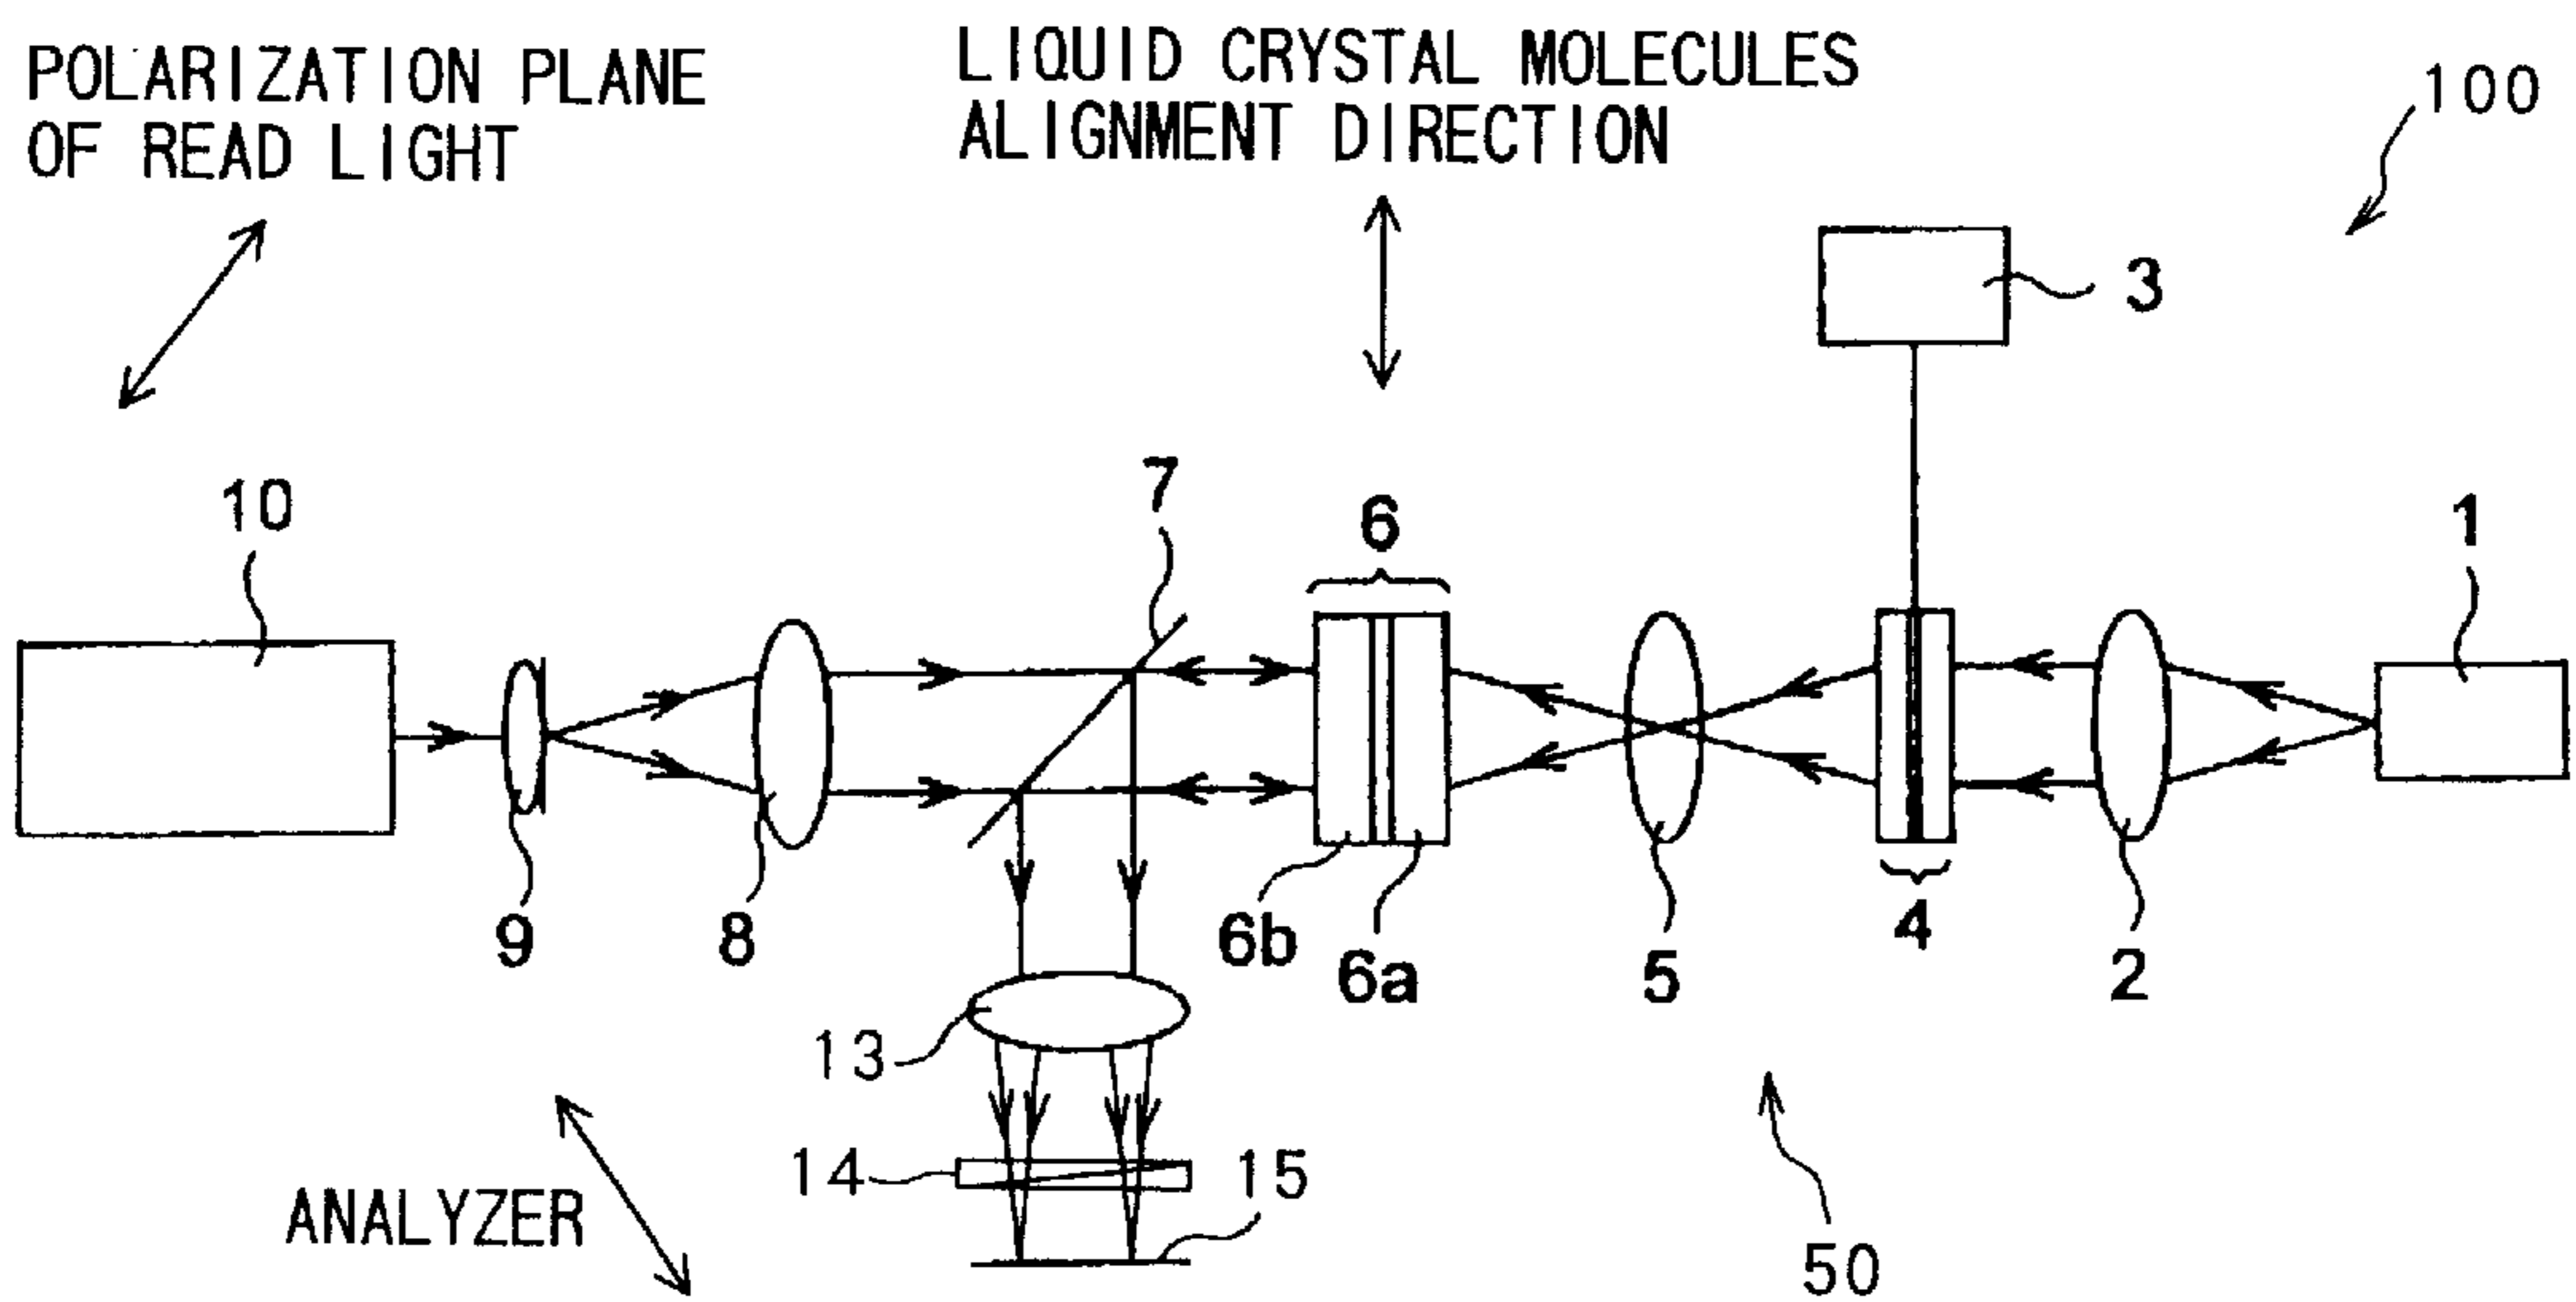 POLARIZATION PLANE
OF READ LIGHT
LIQUID CRYSTAL MOLECULES
ALIGNMENT DIRECTION
100
3
10
7
6
1
9
8
6b
6a
5
4
2
13
14
15
ANALYZER
50